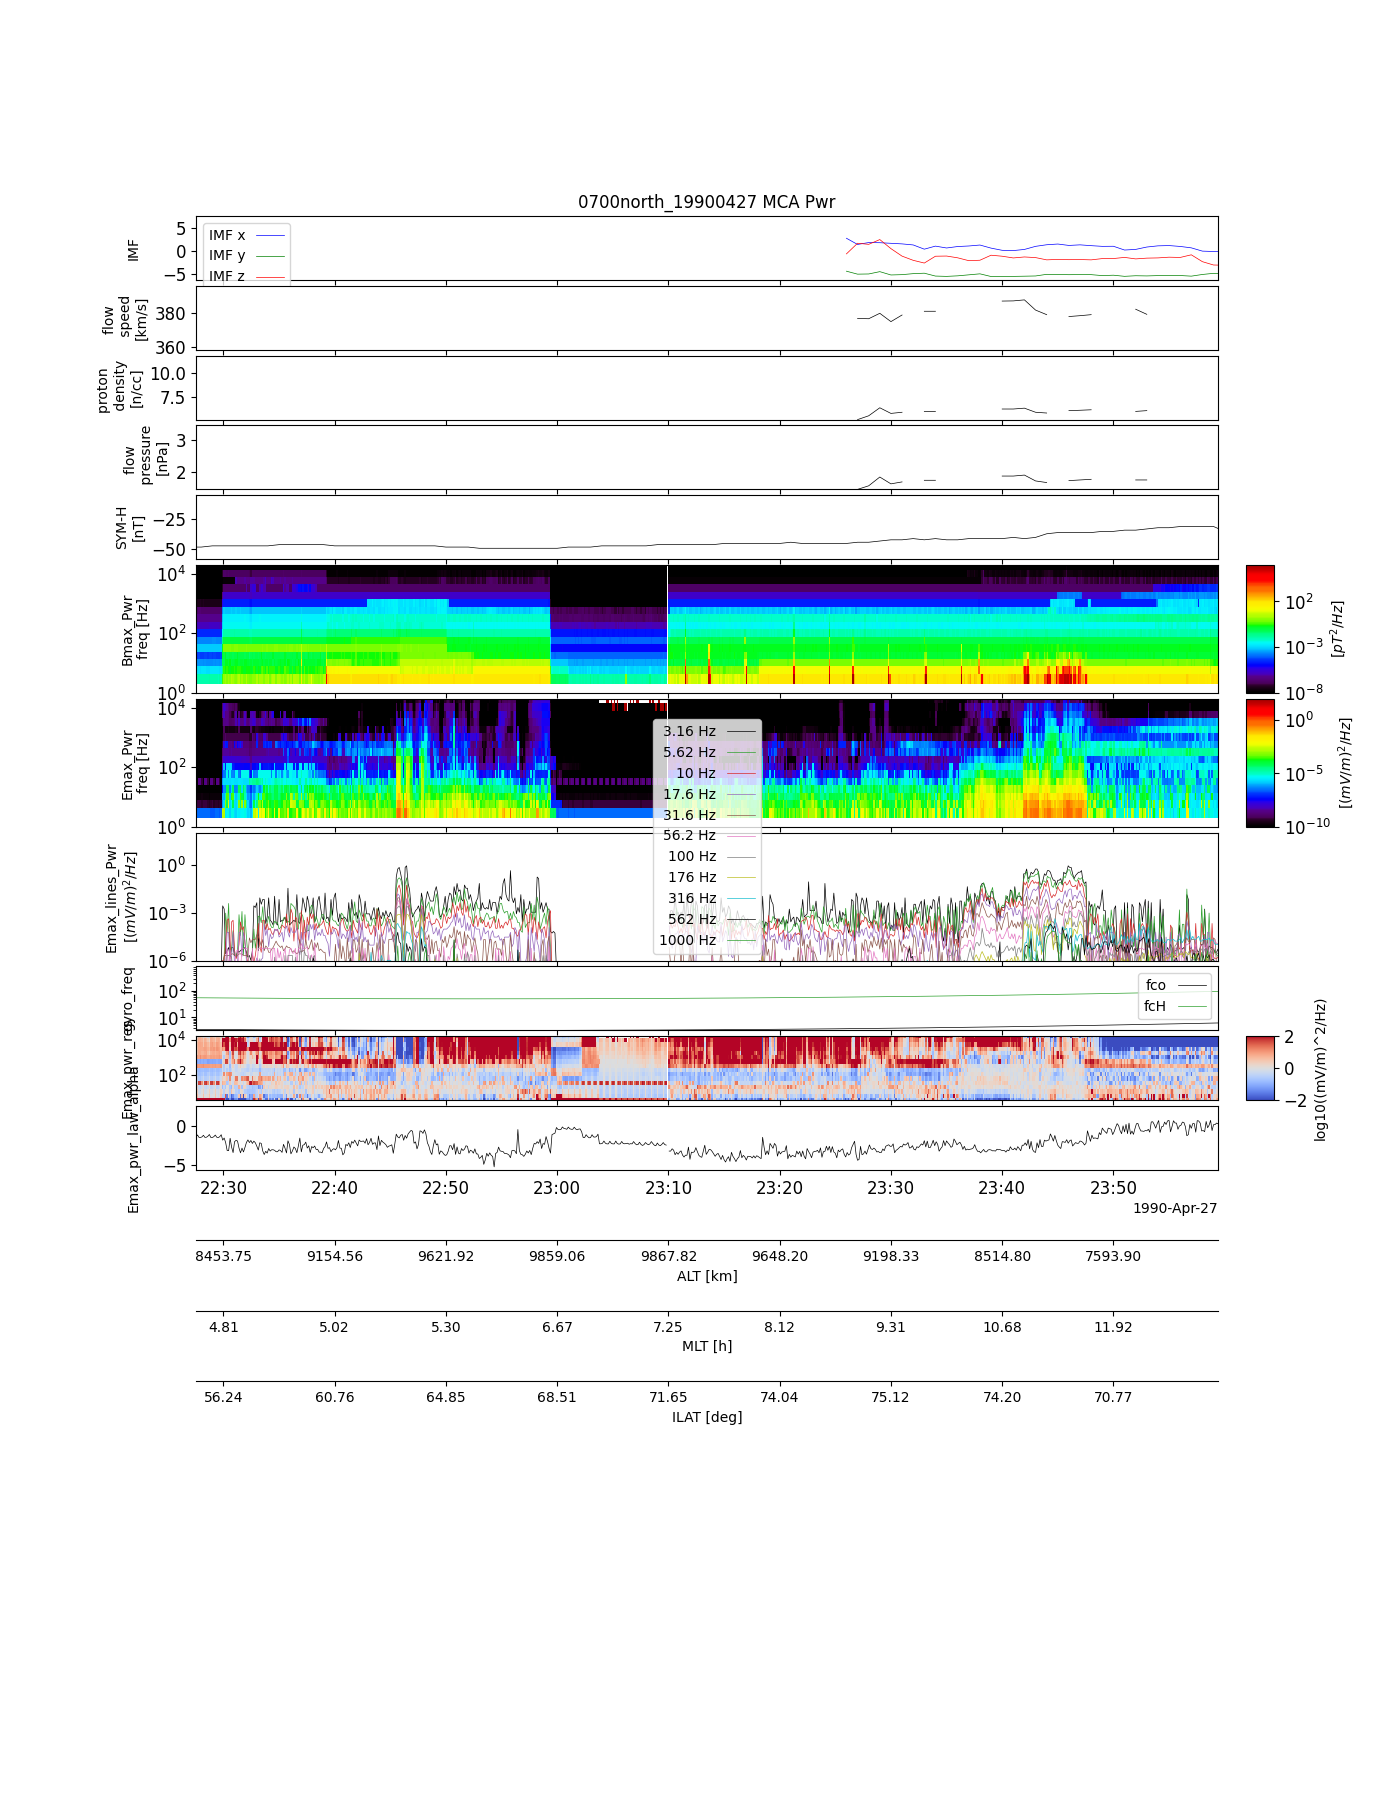 0700north_19900427 MCA Pwr
IMF
5
0
−5
IMF x
IMF y
IMF z
flow
speed
[km/s]
380
360
proton
density
[n/cc]
10.0
7.5
flow
pressure
[nPa]
3
2
SYM-H
[nT]
−25
−50
Bmax_Pwr
freq [Hz]
10^4
10^2
10^0
10^2
10^−3
10^−8
[pT^2/Hz]
Emax_Pwr
freq [Hz]
10^4
10^2
10^0
10^0
10^−5
10^−10
[(mV/m)^2/Hz]
3.16 Hz
5.62 Hz
10 Hz
17.6 Hz
31.6 Hz
56.2 Hz
100 Hz
176 Hz
316 Hz
562 Hz
1000 Hz
Emax_lines_Pwr
[(mV/m)^2/Hz]
10^0
10^−3
10^−6
gyro_freq
10^2
10^1
fco
fcH
10^4
10^2
2
0
−2
log10((mV/m)^2/Hz)
Emax_pwr_law_alpha
0
−5
22:30 22:40 22:50 23:00 23:10 23:20 23:30 23:40 23:50
1990-Apr-27
8453.75 9154.56 9621.92 9859.06 9867.82 9648.20 9198.33 8514.80 7593.90
ALT [km]
4.81 5.02 5.30 6.67 7.25 8.12 9.31 10.68 11.92
MLT [h]
56.24 60.76 64.85 68.51 71.65 74.04 75.12 74.20 70.77
ILAT [deg]